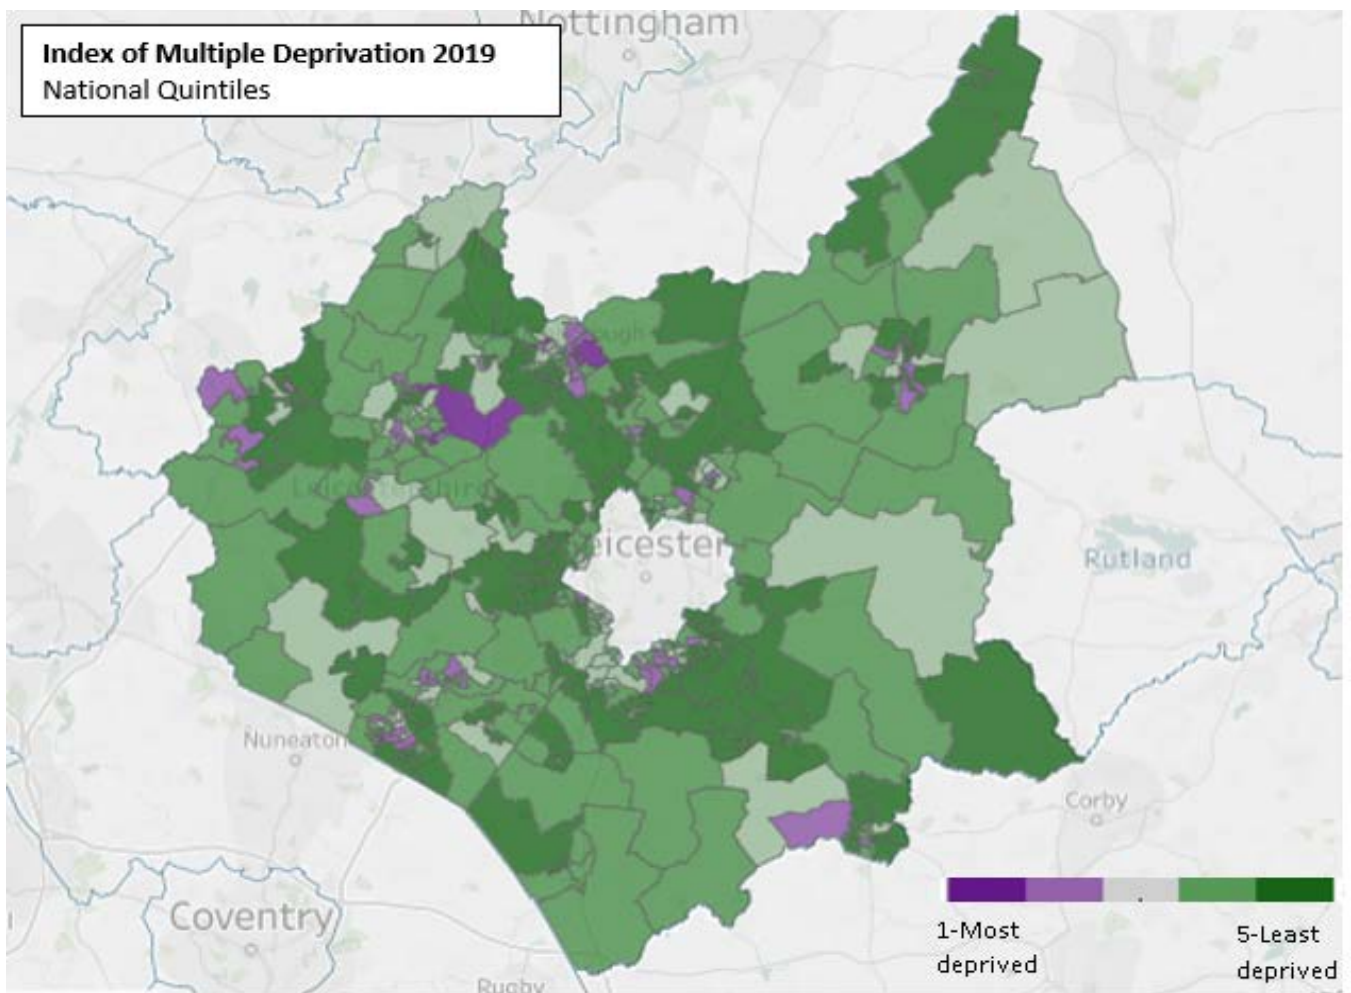 Nottingham
Index of Multiple Deprivation 2019
National Quintiles
Leicestershire
Leicester
Rutland
Nuneaton
Corby
Coventry
1-Most
deprived
5-Least
deprived
Rugby